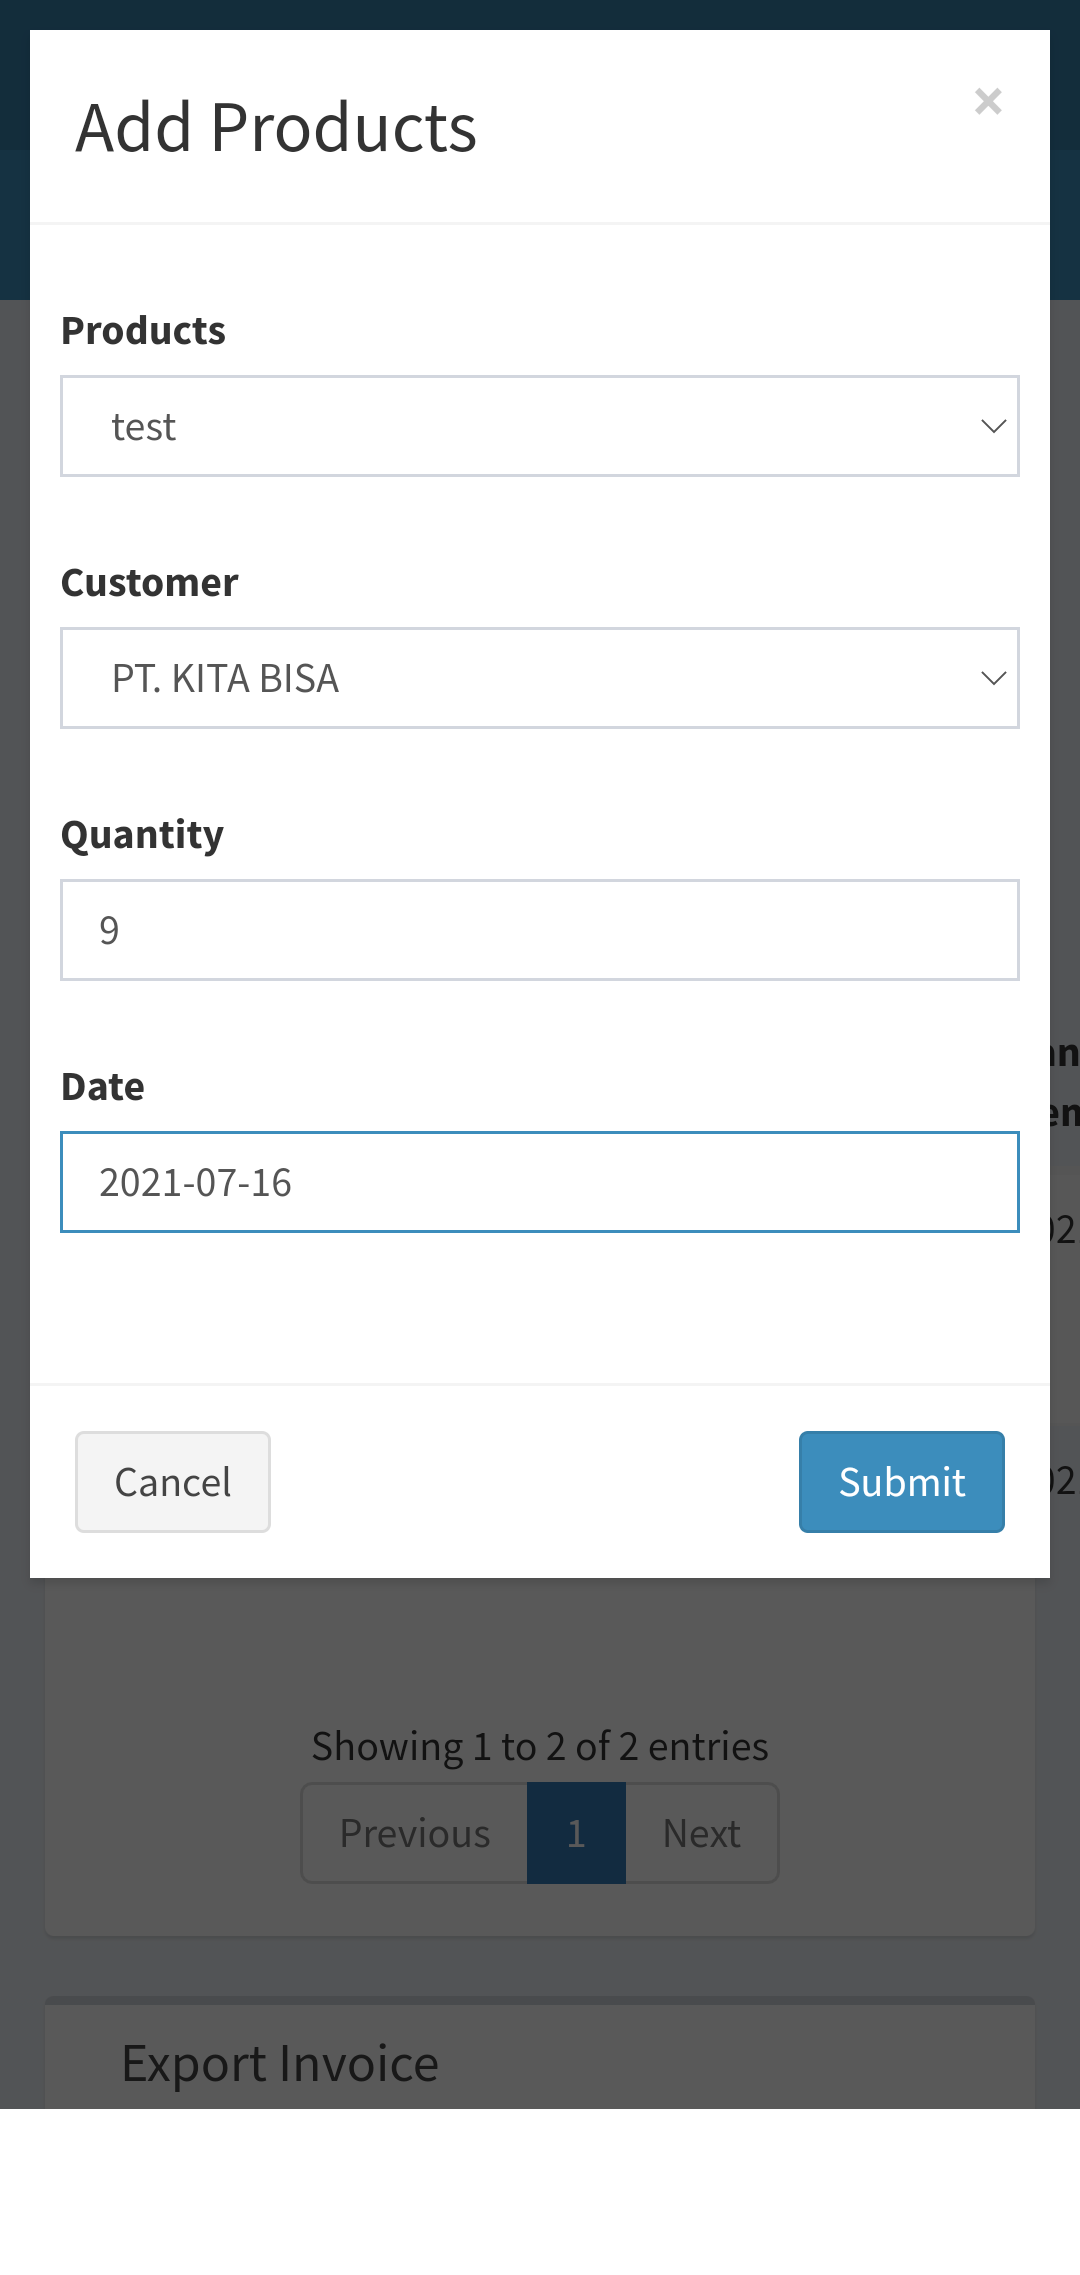 Add Products
×
Products
test
Customer
PT. KITA BISA
Quantity
9
Date
2021-07-16
Cancel
Submit
Showing 1 to 2 of 2 entries
Previous
1
Next
Export Invoice